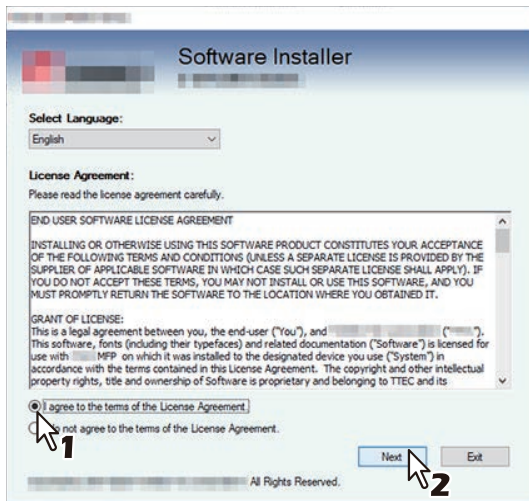 Software Installer
Select Language:
English
License Agreement:
Please read the license agreement carefully.
END USER SOFTWARE LICENSE AGREEMENT
INSTALLING OR OTHERWISE USING THIS SOFTWARE PRODUCT CONSTITUTES YOUR ACCEPTANCE
OF THE FOLLOWING TERMS AND CONDITIONS (UNLESS A SEPARATE LICENSE IS PROVIDED BY THE
SUPPLIER OF APPLICABLE SOFTWARE IN WHICH CASE SUCH SEPARATE LICENSE SHALL APPLY). IF
YOU DO NOT ACCEPT THESE TERMS, YOU MAY NOT INSTALL OR USE THIS SOFTWARE, AND YOU
MUST PROMPTLY RETURN THE SOFTWARE TO THE LOCATION WHERE YOU OBTAINED IT.
GRANT OF LICENSE:
This is a legal agreement between you, the end-user ("You"), and (" ").
This software, fonts (including their typefaces) and related documentation ("Software") is licensed for
use with MFP on which it was installed to the designated device you use ("System") in
accordance with the terms contained in this License Agreement. The copyright and other intellectual
property rights, title and ownership of Software is proprietary and belonging to TTEC and its
I agree to the terms of the License Agreement.
not agree to the terms of the License Agreement.
1
Next Exit
2
All Rights Reserved.